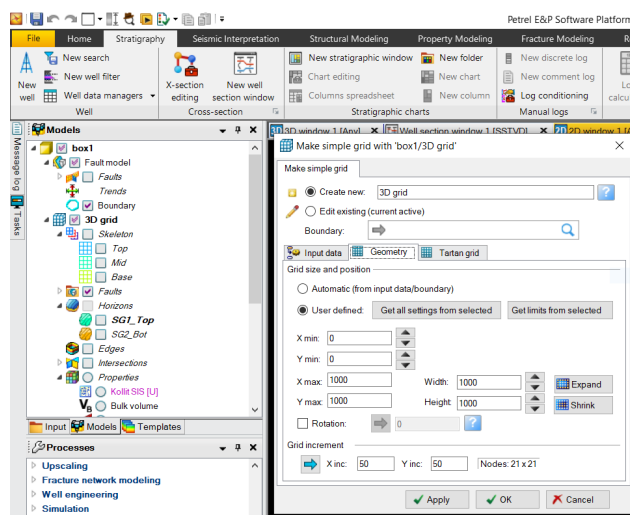 Petrel E&P Software Platform
File Home Stratigraphy Seismic Interpretation Structural Modeling Property Modeling Fracture Modeling
New well
New search
New well filter
Well data managers
Well
X-section editing
New well section window
Cross-section
New stratigraphic window
Chart editing
Columns spreadsheet
New folder
New chart
New column
Stratigraphic charts
New discrete log
New comment log
Log conditioning
Manual logs
Message log
Tasks
Models
box1
Fault model
Faults
Trends
Boundary
3D grid
Skeleton
Top
Mid
Base
Faults
Horizons
SG1_Top
SG2_Bot
Edges
Intersections
Properties
Kollit SIS [U]
Bulk volume
Input Models Templates
Processes
Upscaling
Fracture network modeling
Well engineering
Simulation
3D window 1 [Any] Well section window 1 [SSTVD] 2D window 1 [A
Make simple grid with 'box1/3D grid'
Make simple grid
Create new: 3D grid
Edit existing (current active)
Boundary:
Input data Geometry Tartan grid
Grid size and position
Automatic (from input data/boundary)
User defined: Get all settings from selected Get limits from selected
X min: 0
Y min: 0
X max: 1000 Width: 1000 Expand
Y max: 1000 Height: 1000 Shrink
Rotation: 0
Grid increment
X inc: 50 Y inc: 50 Nodes: 21 x 21
Apply OK Cancel